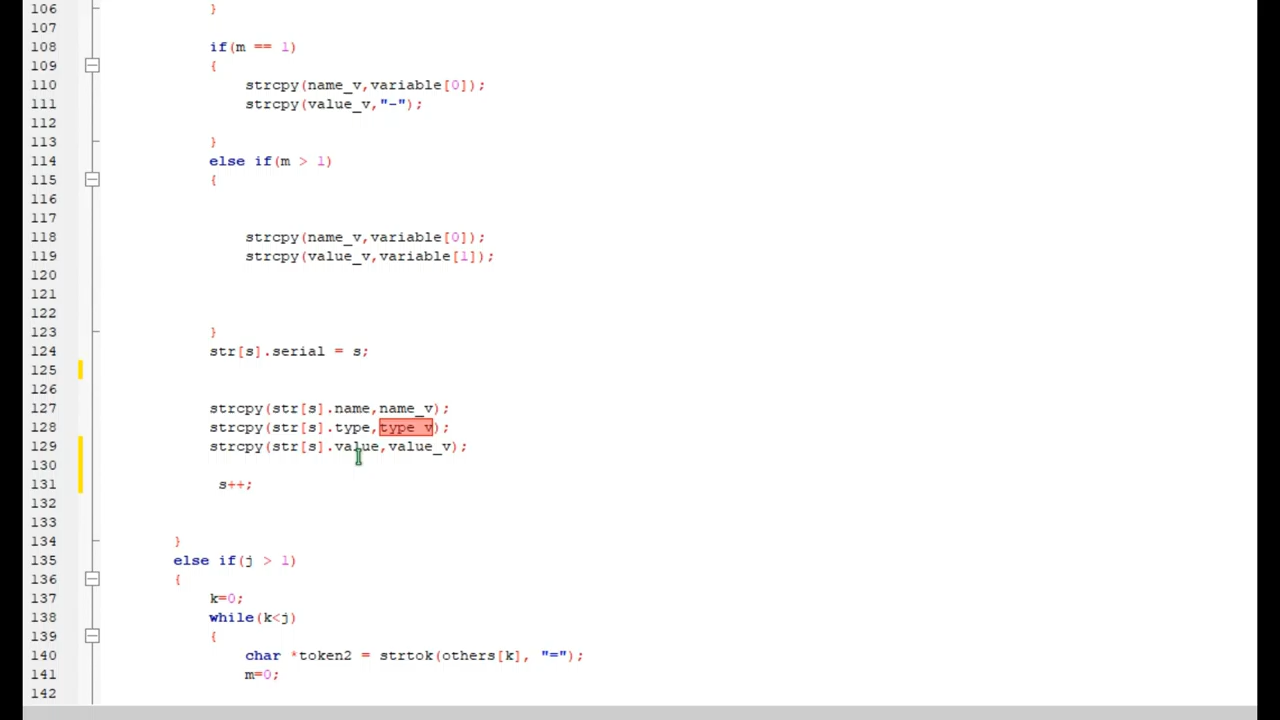 106 }
107
108 if(m == 1)
109 {
110 strcpy(name_v,variable[0]);
111 strcpy(value_v,"-");
112
113 }
114 else if(m > 1)
115 {
116
117
118 strcpy(name_v,variable[0]);
119 strcpy(value_v,variable[1]);
120
121
122
123 }
124 str[s].serial = s;
125
126
127 strcpy(str[s].name,name_v);
128 strcpy(str[s].type,type_v);
129 strcpy(str[s].value,value_v);
130
131 s++;
132
133
134 }
135 else if(j > 1)
136 {
137 k=0;
138 while(k<j)
139 {
140 char *token2 = strtok(others[k], "=");
141 m=0;
142